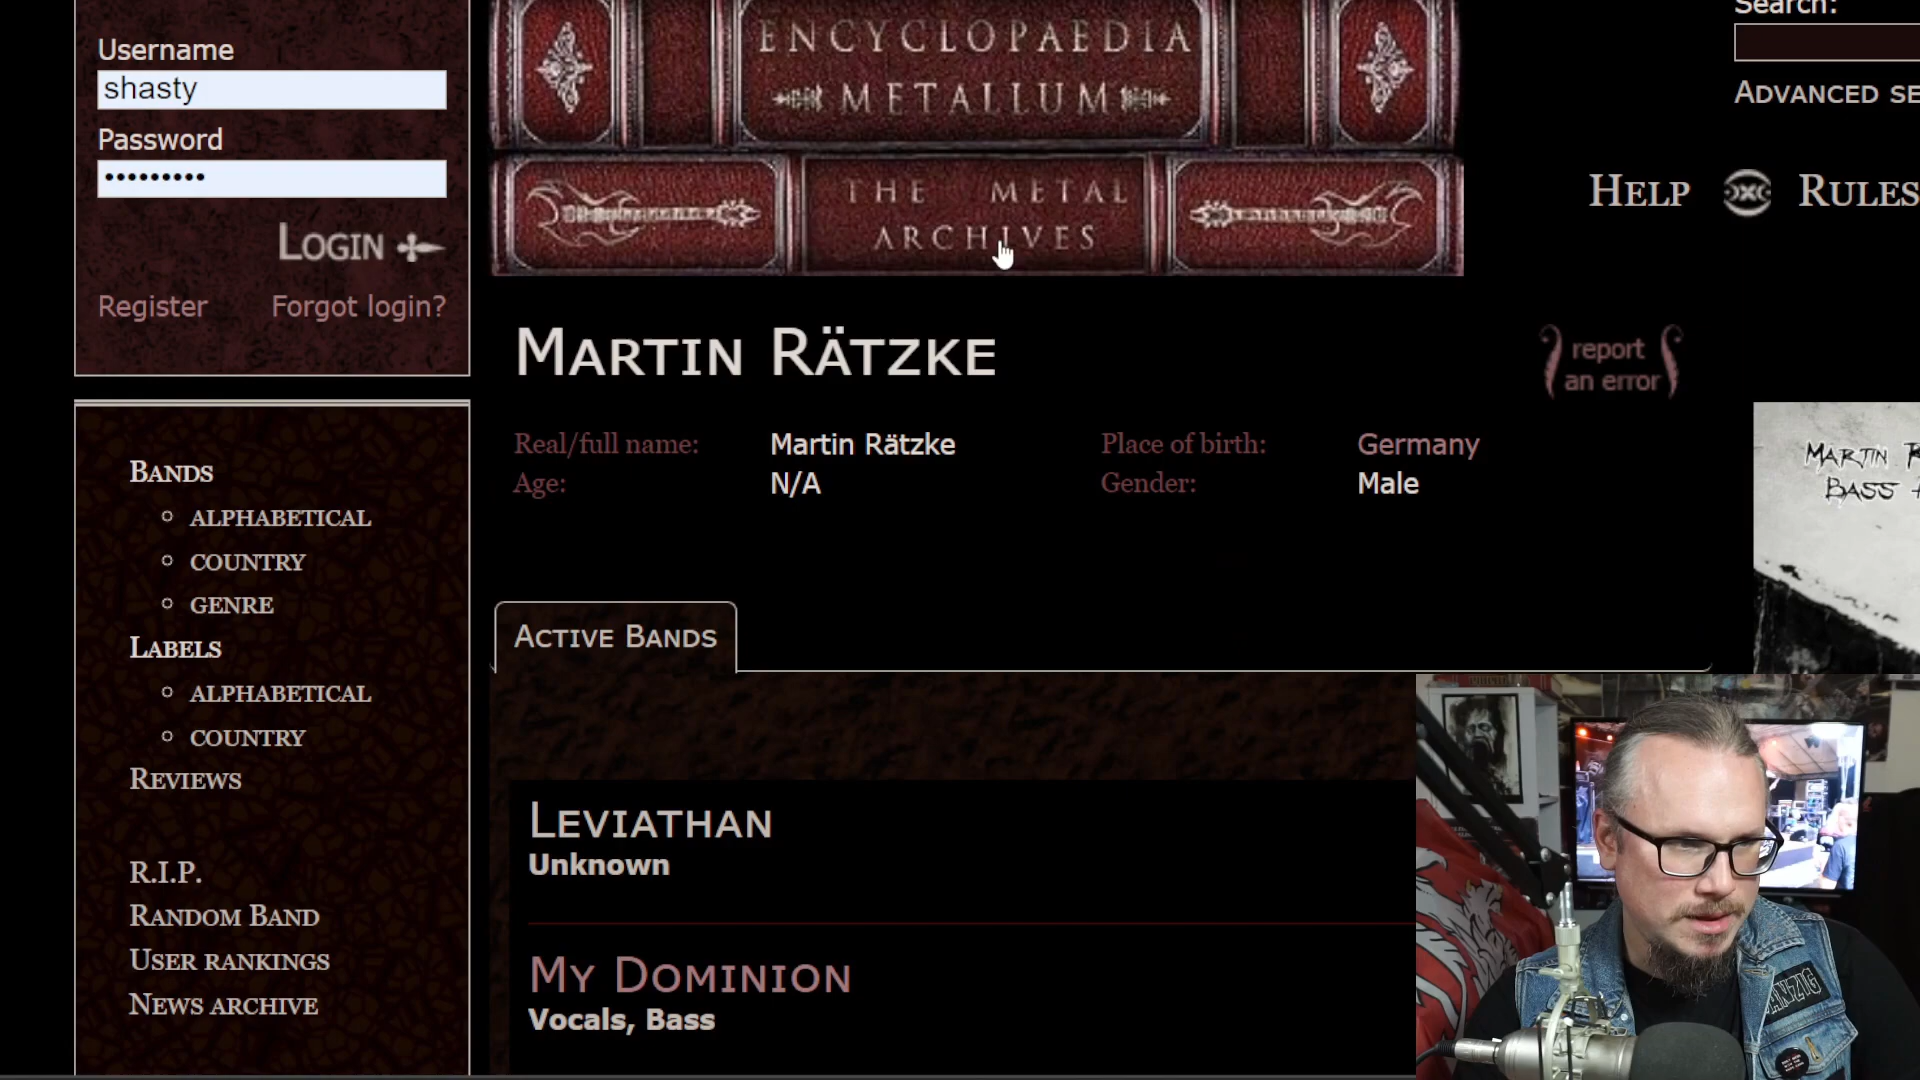 Username
shasty
Password
LOGIN
Register Forgot login?
ENCYCLOPAEDIA
METALLUM
THE METAL
ARCHIVES
Search:
ADVANCED SE
HELP RULES
MARTIN RÄTZKE
report
an error
Real/full name: Martin Rätzke Place of birth: Germany
Age: N/A Gender: Male
MARTIN R
BASS
BANDS
ALPHABETICAL
COUNTRY
GENRE
LABELS
ALPHABETICAL
COUNTRY
REVIEWS
R.I.P.
RANDOM BAND
USER RANKINGS
NEWS ARCHIVE
ACTIVE BANDS
LEVIATHAN
Unknown
MY DOMINION
Vocals, Bass
DANZIG